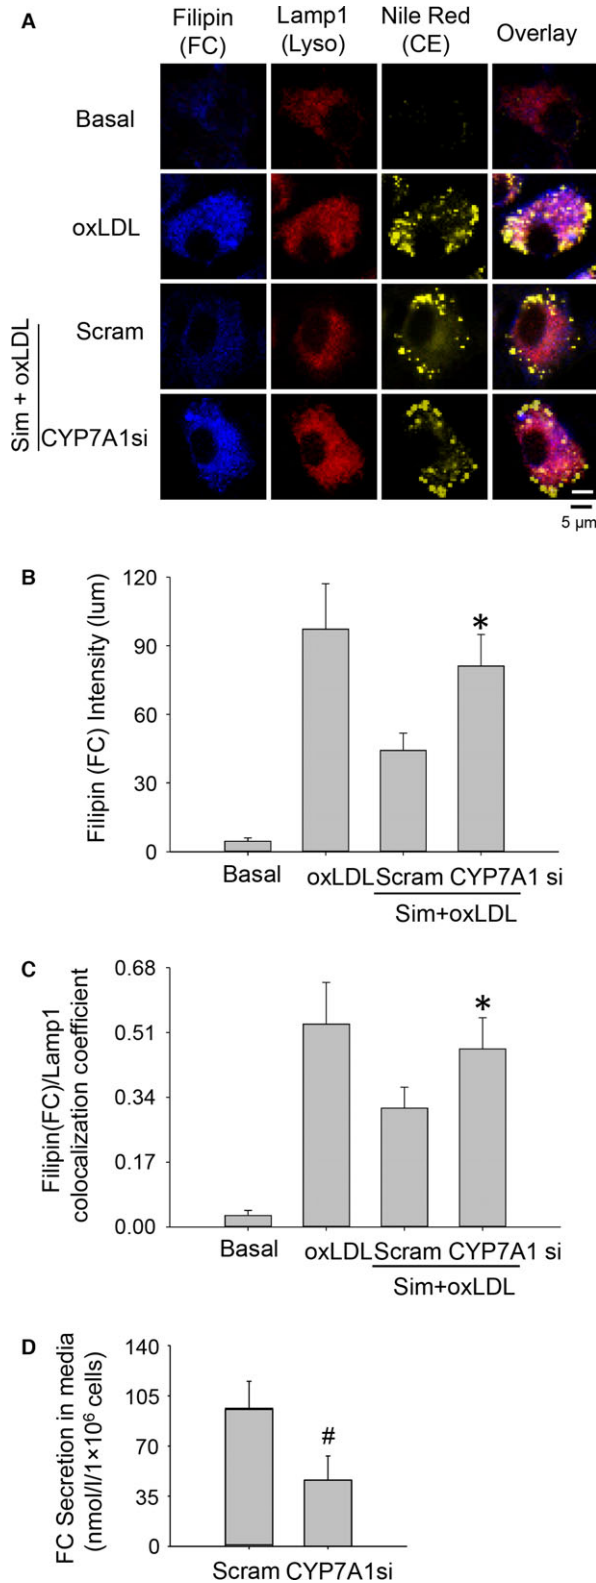 A
Filipin (FC)
Lamp1 (Lyso)
Nile Red (CE)
Overlay
Basal
oxLDL
Sim + oxLDL
Scram
CYP7A1si
5 µm
B
Filipin (FC) Intensity (lum)
120
90
60
30
0
*
Basal
oxLDL
Scram
CYP7A1 si
Sim+oxLDL
C
Filipin(FC)/Lamp1
colocalization coefficient
0.68
0.51
0.34
0.17
0.00
*
Basal
oxLDL
Scram
CYP7A1 si
Sim+oxLDL
D
FC Secretion in media
(nmol/l/1×10⁶ cells)
140
105
70
35
0
#
Scram
CYP7A1si